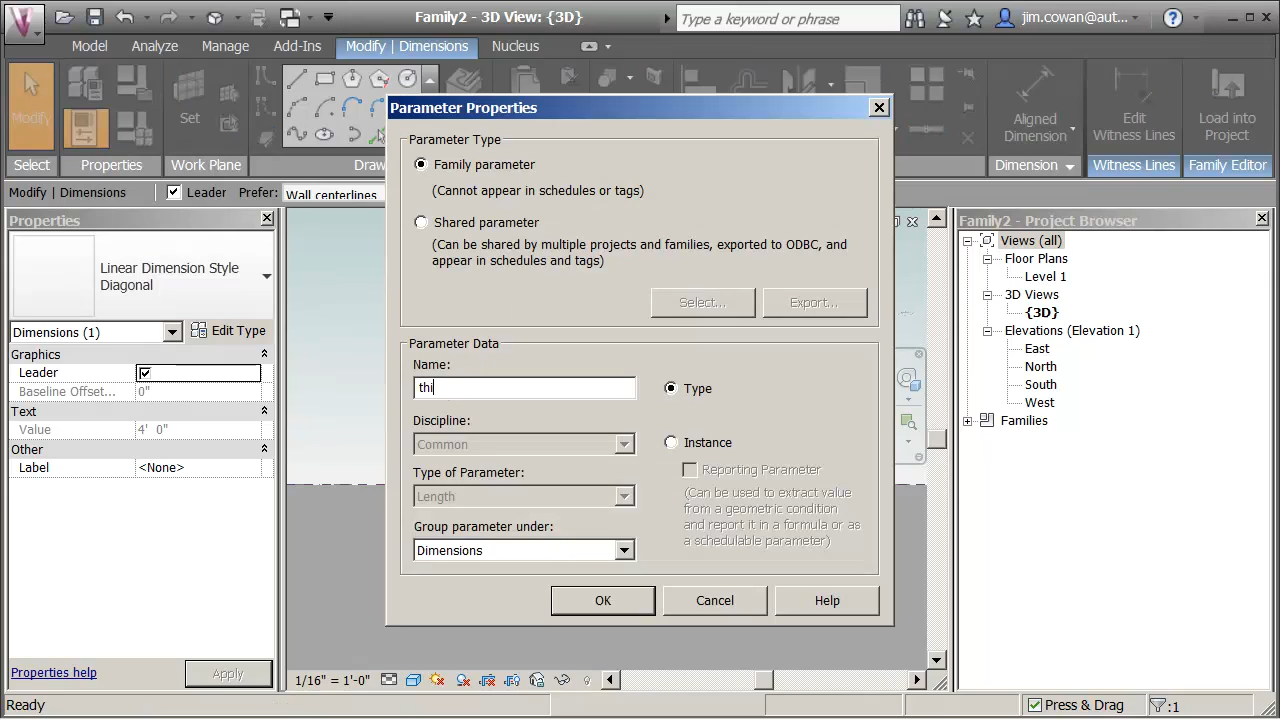 Family2 - 3D View: {3D}
Type a keyword or phrase
jim.cowan@aut...
Model
Analyze
Manage
Add-Ins
Modify | Dimensions
Nucleus
Modify
Set
Aligned
Dimension
Edit
Witness Lines
Load into
Project
Select
Properties
Work Plane
Draw
Dimension
Witness Lines
Family Editor
Modify | Dimensions
Leader
Prefer:
Wall centerlines
Properties
Linear Dimension Style
Diagonal
Dimensions (1)
Edit Type
Graphics
Leader
Baseline Offset...
0"
Text
Value
4' 0"
Other
Label
<None>
Properties help
Apply
Parameter Properties
Parameter Type
Family parameter
(Cannot appear in schedules or tags)
Shared parameter
(Can be shared by multiple projects and families, exported to ODBC, and
appear in schedules and tags)
Select...
Export...
Parameter Data
Name:
thi
Type
Discipline:
Common
Instance
Reporting Parameter
Type of Parameter:
Length
(Can be used to extract value
from a geometric condition
and report it in a formula or as
a schedulable parameter)
Group parameter under:
Dimensions
OK
Cancel
Help
Family2 - Project Browser
Views (all)
Floor Plans
Level 1
3D Views
{3D}
Elevations (Elevation 1)
East
North
South
West
Families
1/16" = 1'-0"
Ready
Press & Drag
:1